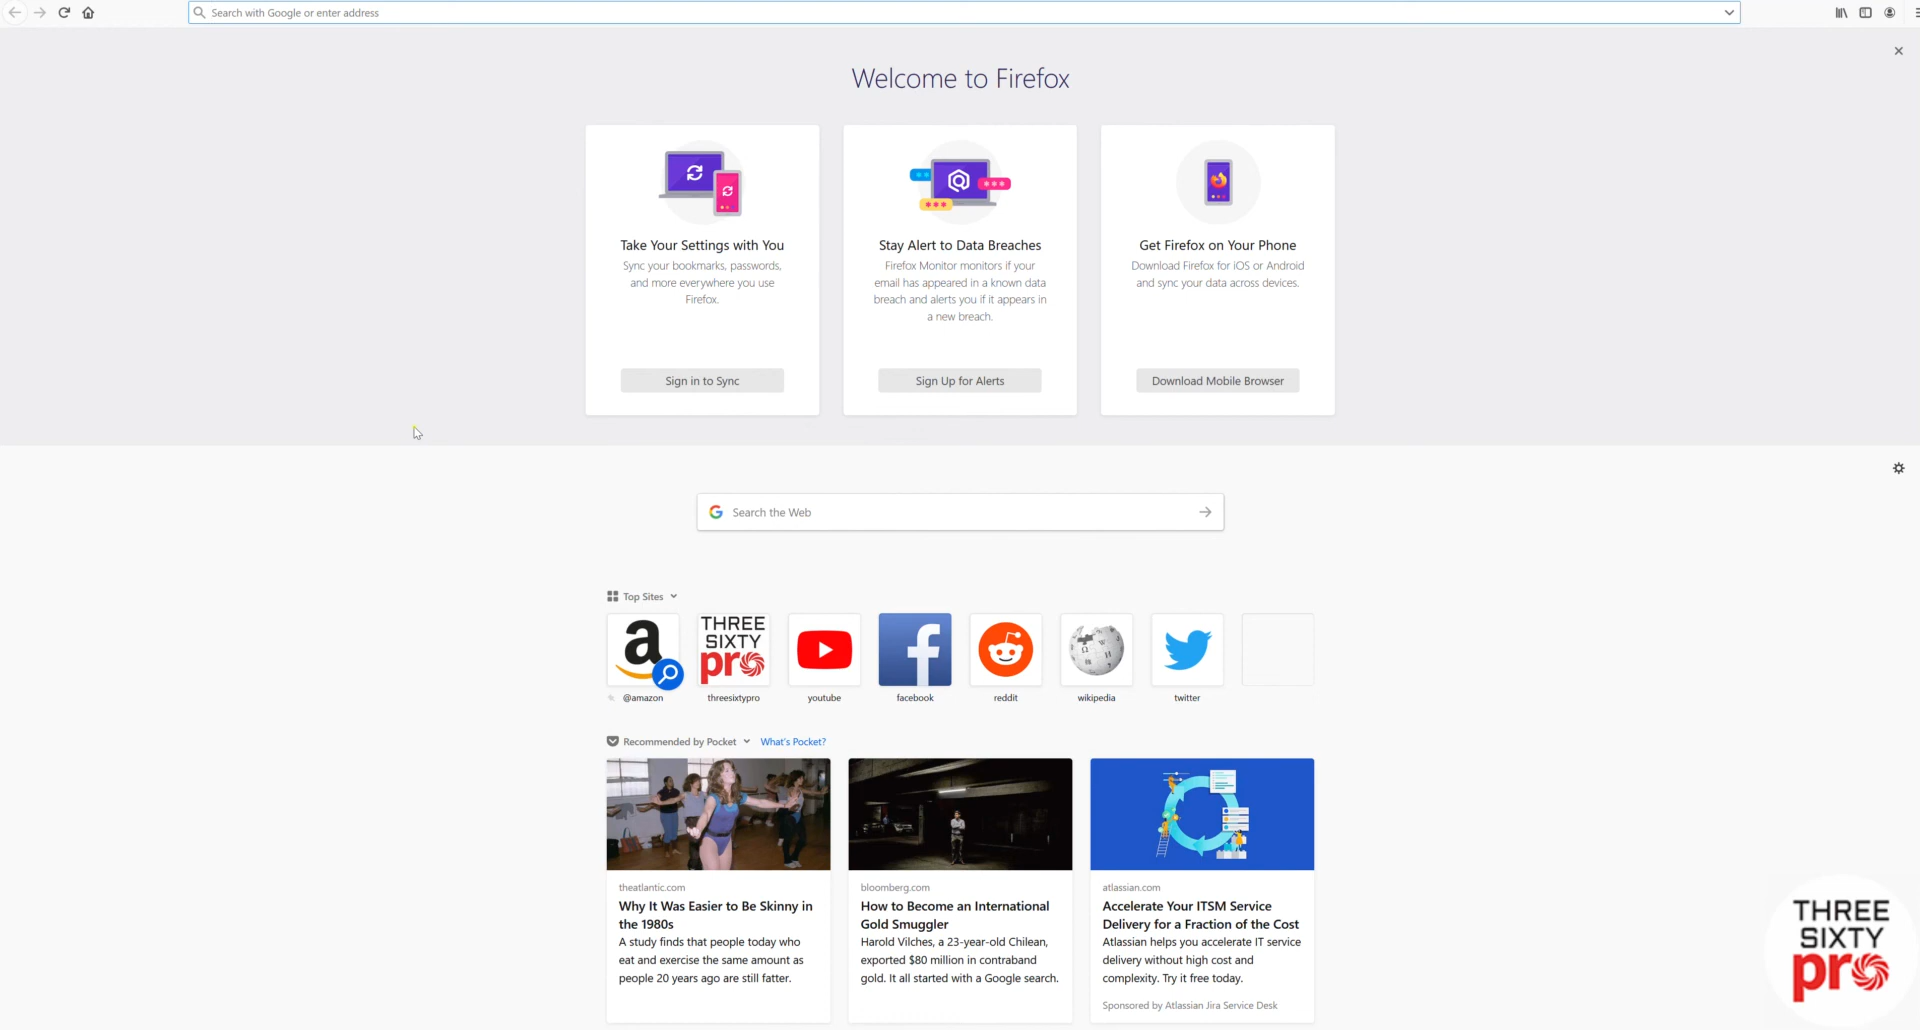 Search with Google or enter address
Welcome to Firefox
Take Your Settings with You
Sync your bookmarks, passwords,
and more everywhere you use
Firefox.
Sign in to Sync
***
***
Stay Alert to Data Breaches
Firefox Monitor monitors if your
email has appeared in a known data
breach and alerts you if it appears in
a new breach.
Sign Up for Alerts
Get Firefox on Your Phone
Download Firefox for iOS or Android
and sync your data across devices.
Download Mobile Browser
Search the Web
Top Sites
a
THREE
SIXTY
pro
f
@amazon
threesixtypro
youtube
facebook
reddit
wikipedia
twitter
Recommended by Pocket What's Pocket?
theatlantic.com
Why It Was Easier to Be Skinny in
the 1980s
A study finds that people today who
eat and exercise the same amount as
people 20 years ago are still fatter.
bloomberg.com
How to Become an International
Gold Smuggler
Harold Vilches, a 23-year-old Chilean,
exported $80 million in contraband
gold. It all started with a Google search.
atlassian.com
Accelerate Your ITSM Service
Delivery for a Fraction of the Cost
Atlassian helps you accelerate IT service
delivery without high cost and
complexity. Try it free today.
Sponsored by Atlassian Jira Service Desk
THREE
SIXTY
pro